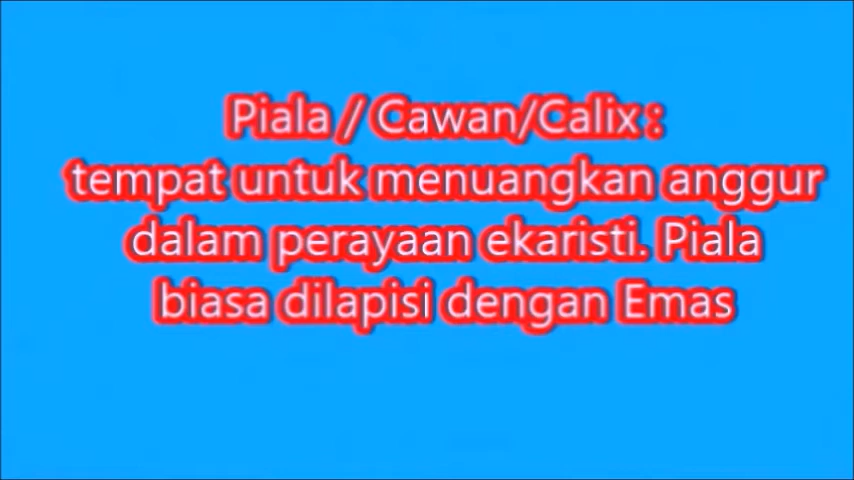 Piala / Cawan/Calix :
tempat untuk menuangkan anggur
dalam perayaan ekaristi. Piala
biasa dilapisi dengan Emas